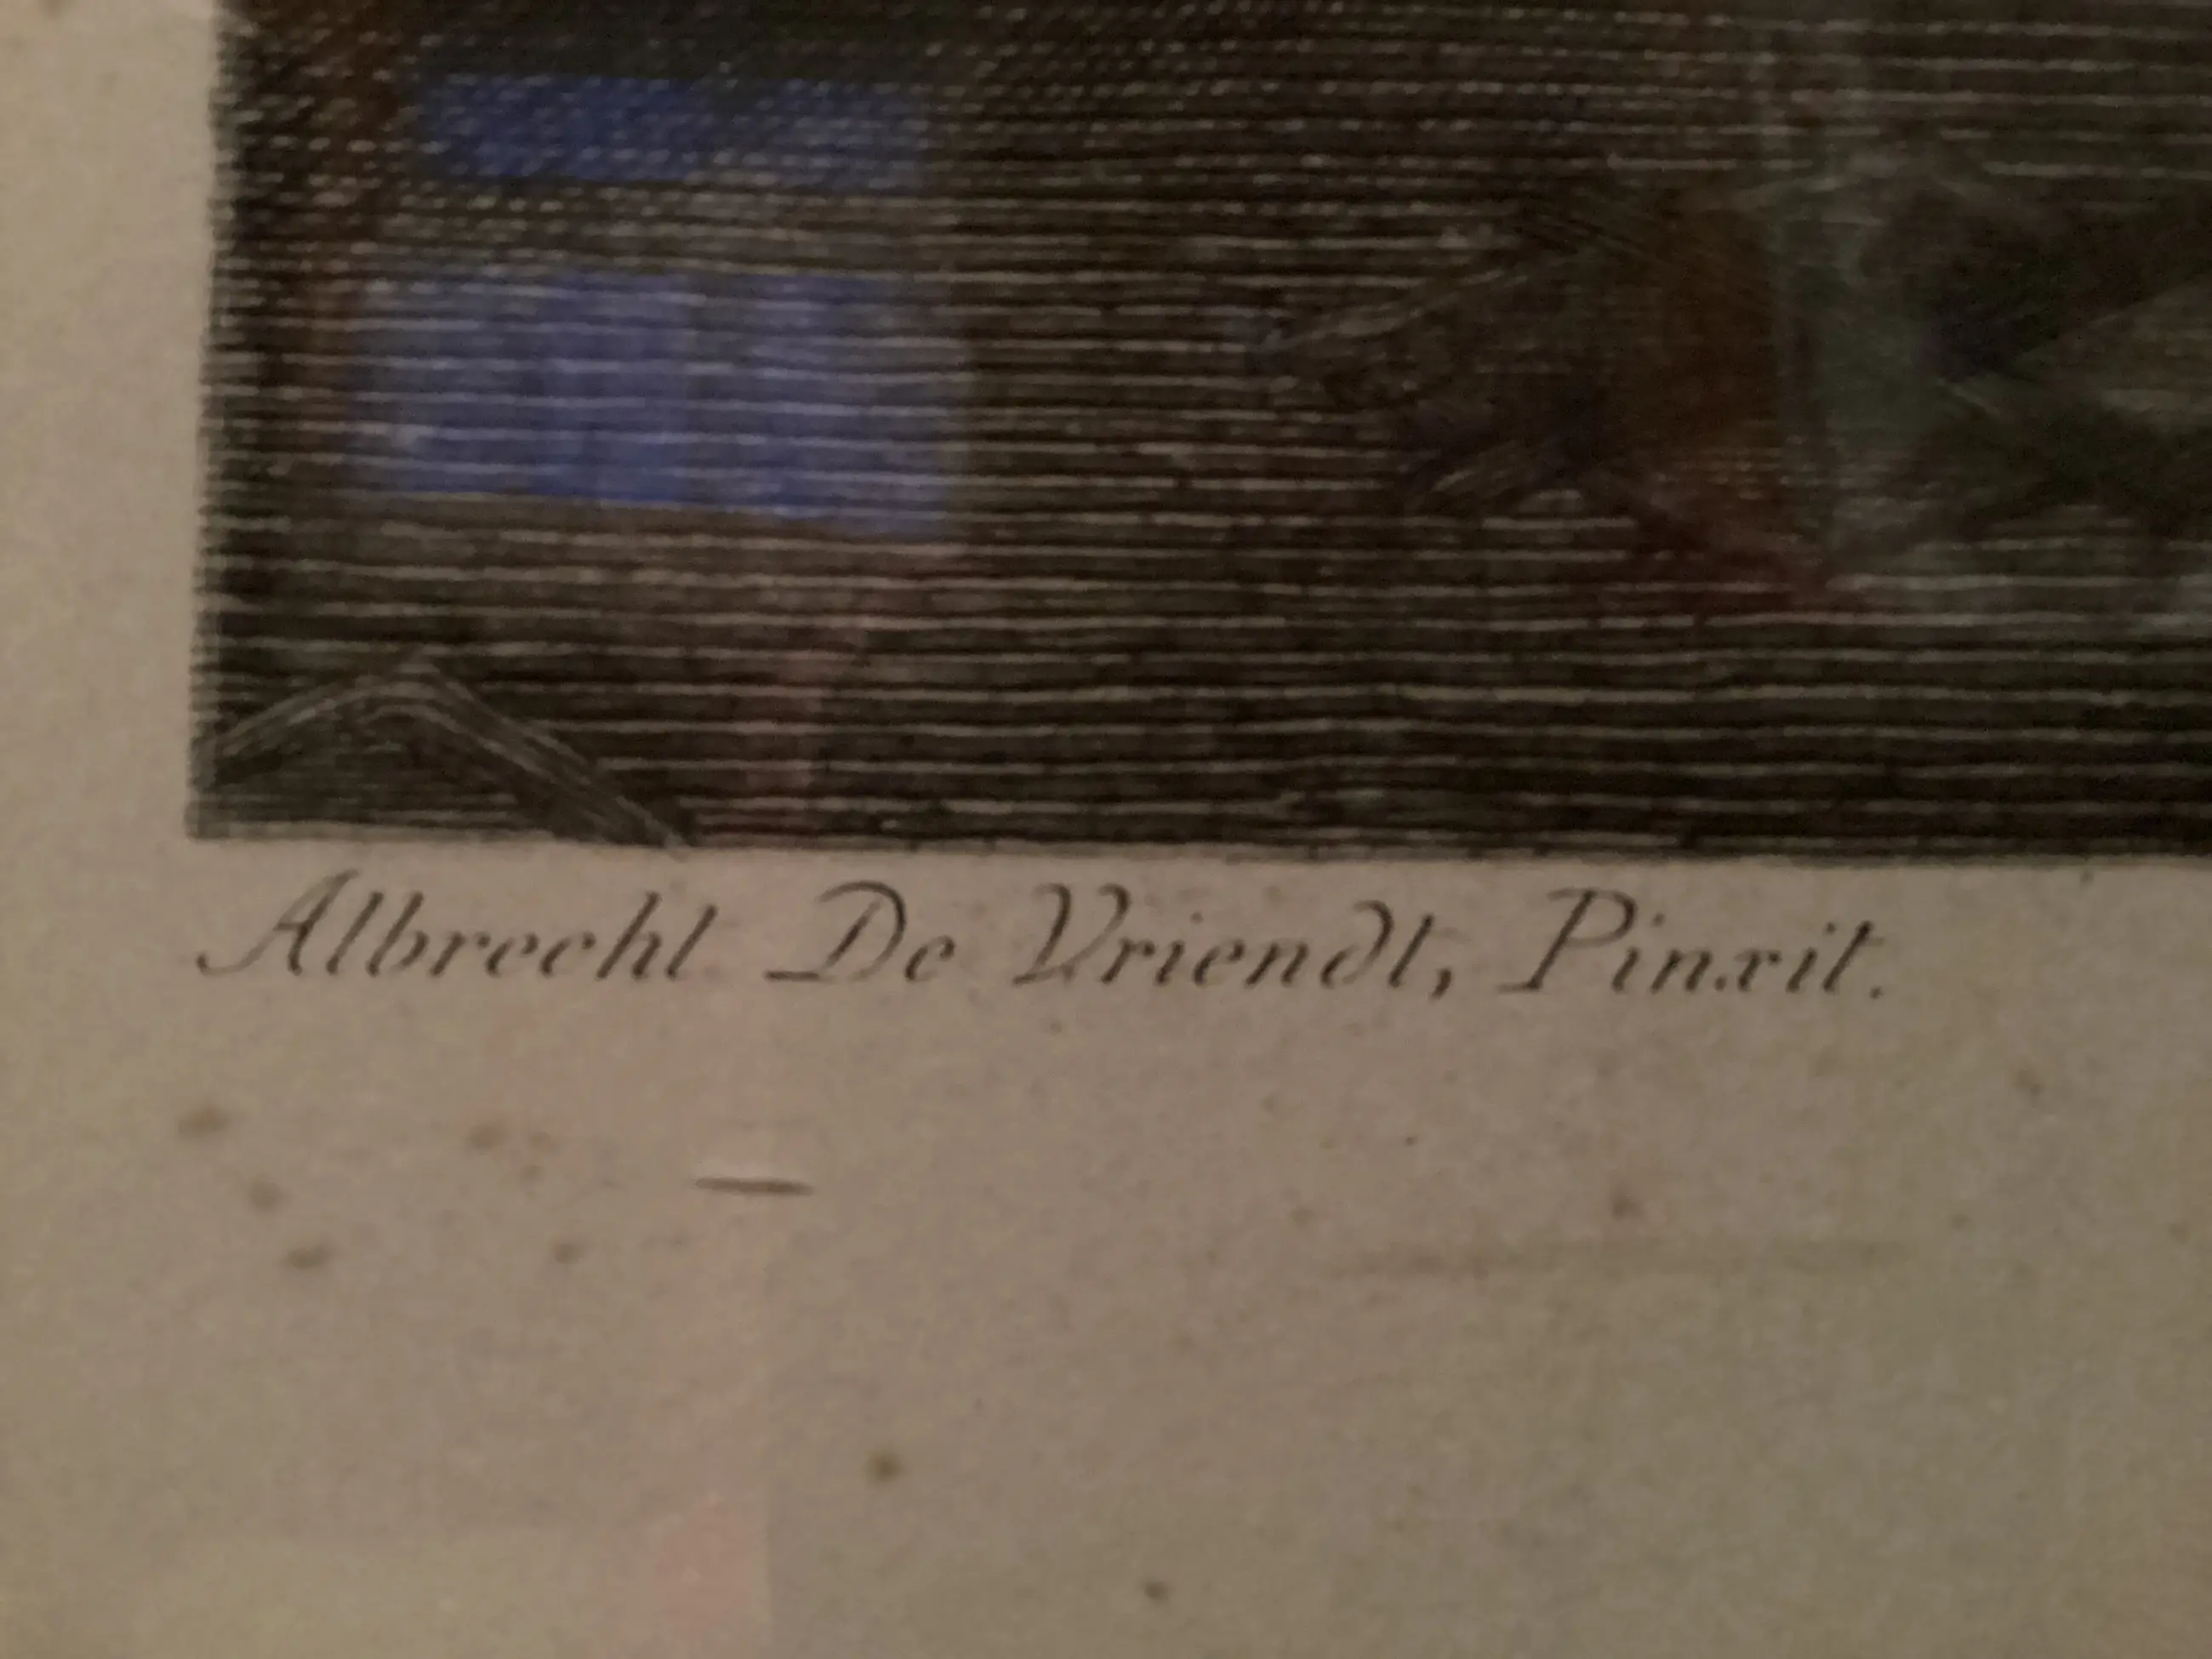 Albrecht De Vriendt, Pinxit.